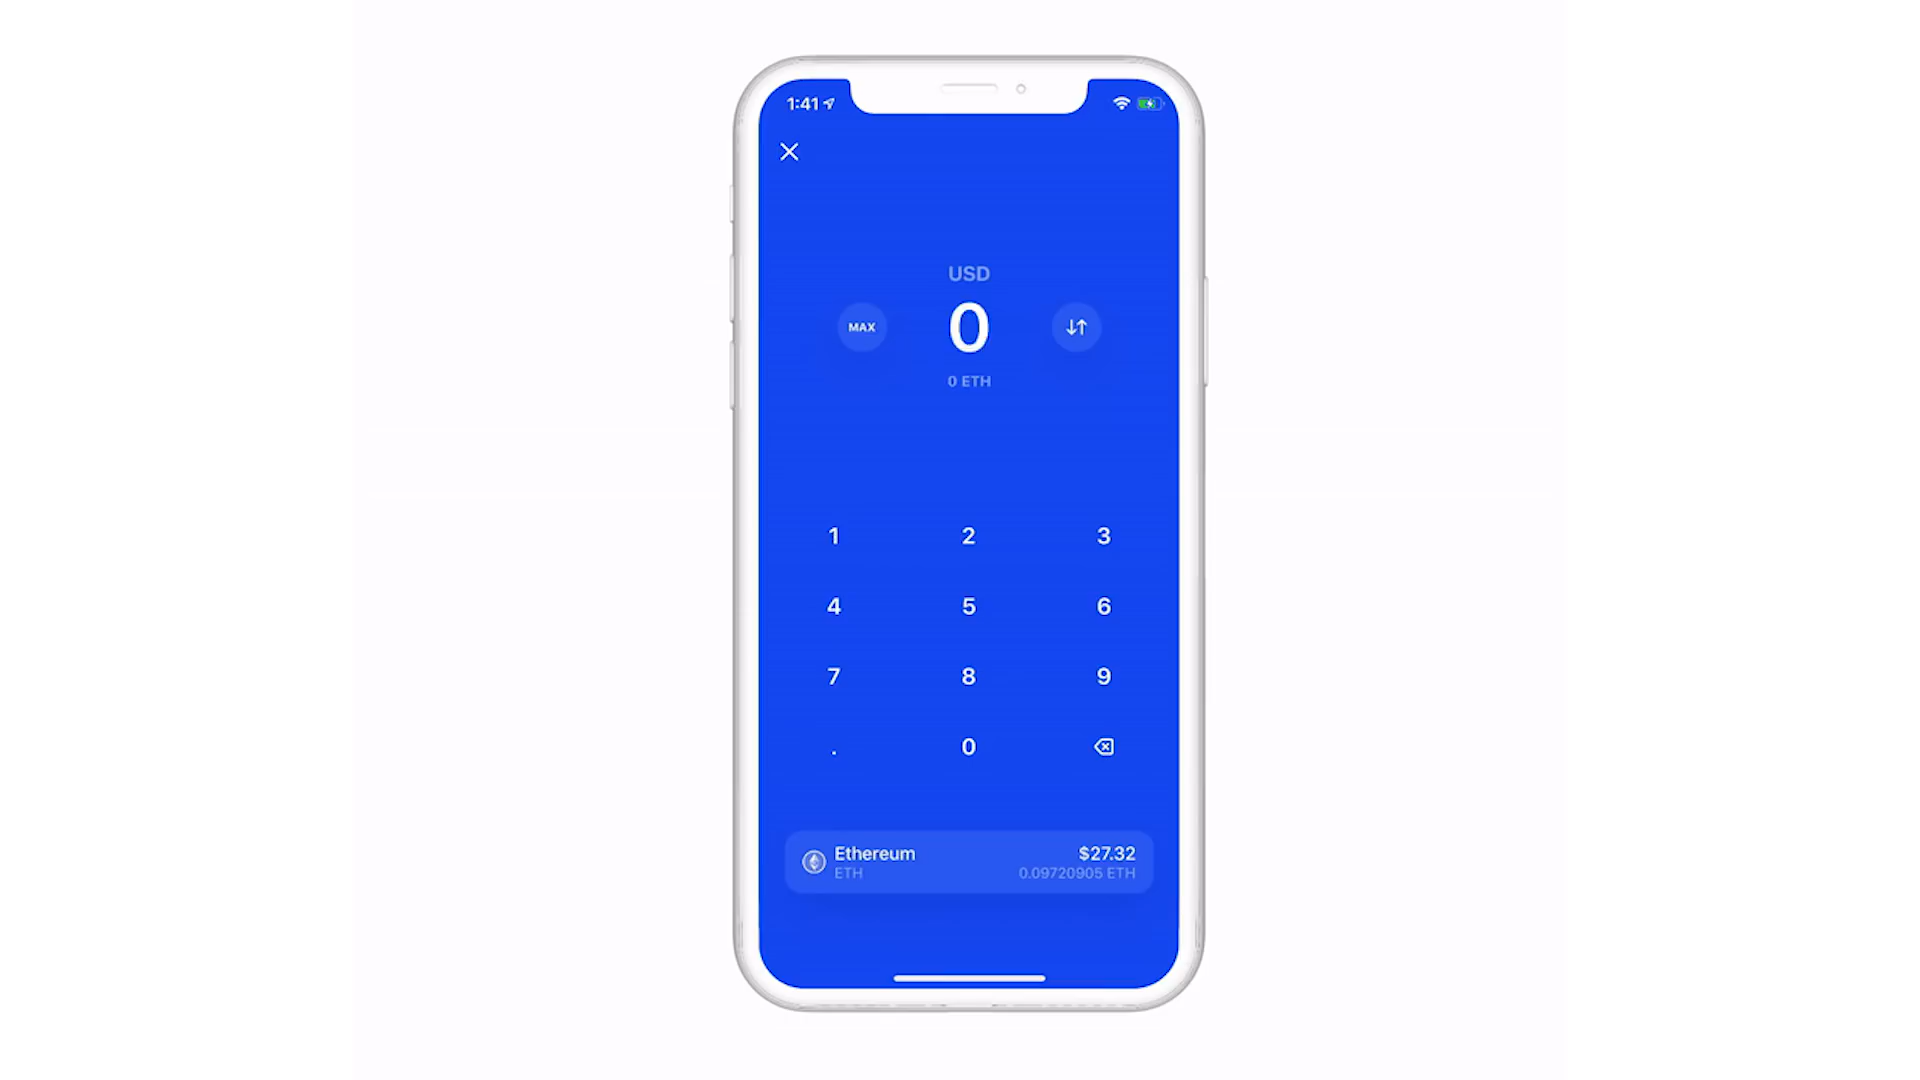 1:41
USD
MAX 0
0 ETH
1 2 3
4 5 6
7 8 9
. 0
Ethereum $27.32
ETH 0.09720905 ETH